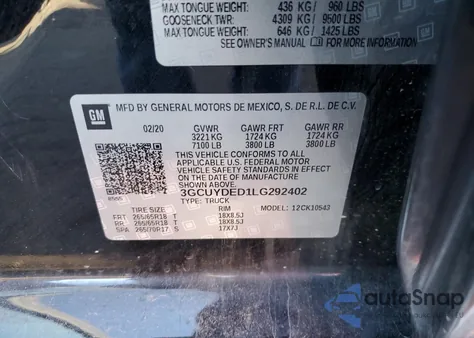 MAX TONGUE WEIGHT: 436 KG/ 960 LBS
GOOSENECK TWR: 4309 KG/ 9500 LBS
MAX TONGUE WEIGHT: 646 KG/ 1425 LBS
SEE OWNER'S MANUAL FOR MORE INFORMATION
GM
MFD BY GENERAL MOTORS DE MEXICO, S. DE R.L. DE C.V.
02/20 GVWR GAWR FRT GAWR RR
3221 KG 1724 KG 1724 KG
7100 LB 3800 LB 3800 LB
THIS VEHICLE CONFORMS TO ALL
APPLICABLE U.S. FEDERAL MOTOR
VEHICLE SAFETY STANDARDS IN EFFECT ON
THE DATE OF MANUFACTURE SHOWN ABOVE.
3GCUYDED1LG292402
TYPE: TRUCK
TIRE SIZE RIM MODEL: 12CK10543
FRT 265/65R18 T 18X8.5J
RR 265/65R18 T 18X8.5J
SPA 265/70R17 S 17X7J
autoSnap